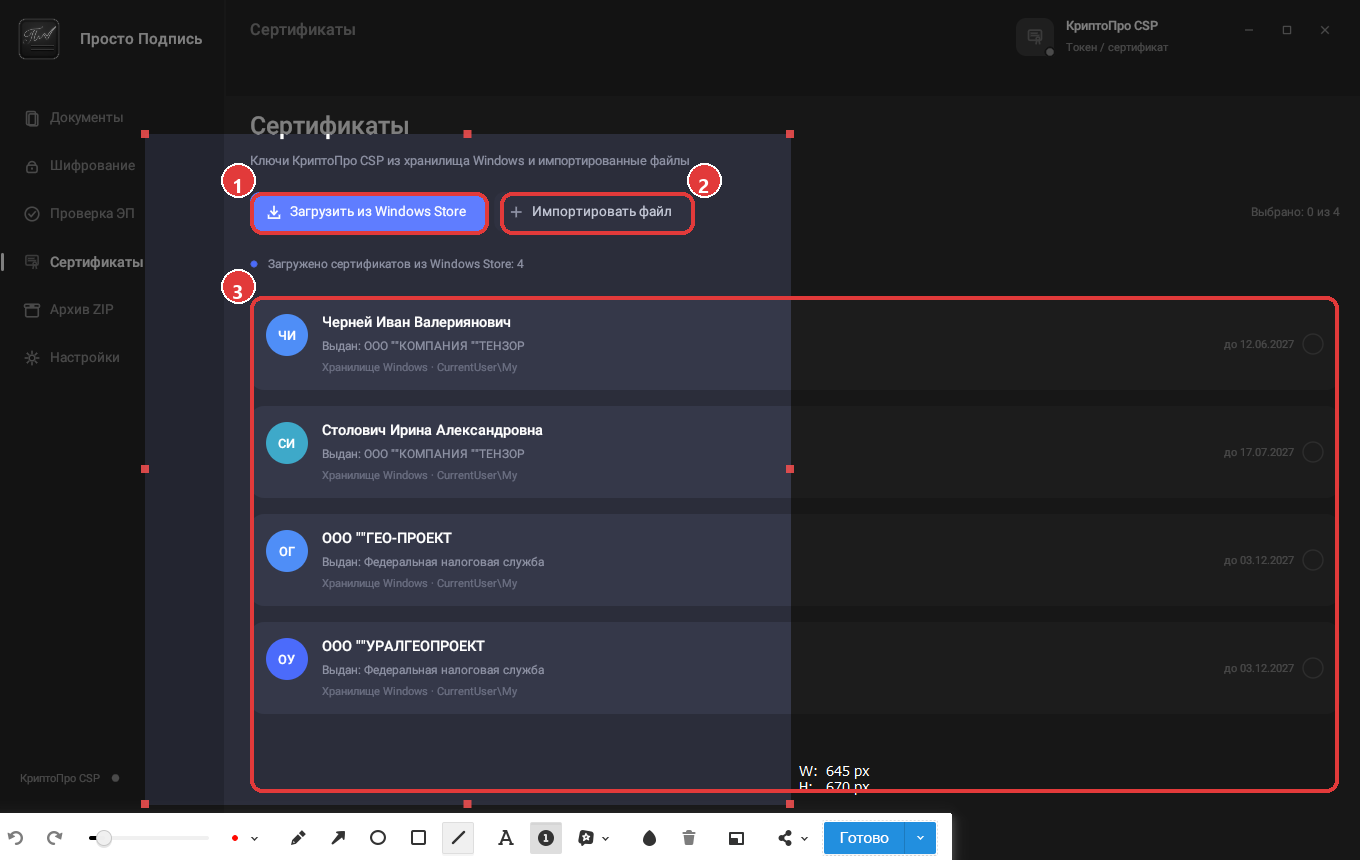 Просто Подпись
Сертификаты
КриптоПро CSP
Токен / сертификат
Документы
Шифрование
Проверка ЭП
Сертификаты
Архив ZIP
Настройки
КриптоПро CSP
Сертификаты
Ключи КриптоПро CSP из хранилища Windows и импортированные файлы
1
2
Загрузить из Windows Store
Импортировать файл
Выбрано: 0 из 4
Загружено сертификатов из Windows Store: 4
3
ЧИ
Черней Иван Валериянович
Выдан: ООО ""КОМПАНИЯ ""ТЕНЗОР
Хранилище Windows · CurrentUser\My
до 12.06.2027
СИ
Столович Ирина Александровна
Выдан: ООО ""КОМПАНИЯ ""ТЕНЗОР
Хранилище Windows · CurrentUser\My
до 17.07.2027
ОГ
ООО ""ГЕО-ПРОЕКТ
Выдан: Федеральная налоговая служба
Хранилище Windows · CurrentUser\My
до 03.12.2027
ОУ
ООО ""УРАЛГЕОПРОЕКТ
Выдан: Федеральная налоговая служба
Хранилище Windows · CurrentUser\My
до 03.12.2027
W: 645 px
H: 670 px
A
1
Готово